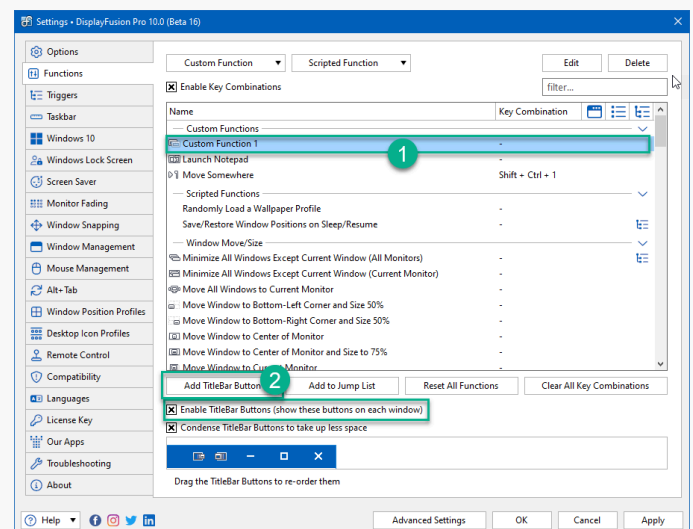 Settings • DisplayFusion Pro 10.0 (Beta 16)
Options
Functions
Triggers
Taskbar
Windows 10
Windows Lock Screen
Screen Saver
Monitor Fading
Window Snapping
Window Management
Mouse Management
Alt+Tab
Window Position Profiles
Desktop Icon Profiles
Remote Control
Compatibility
Languages
License Key
Our Apps
Troubleshooting
About
Custom Function Scripted Function Edit Delete
Enable Key Combinations filter...
Name Key Combination
Custom Functions
Custom Function 1 -
1
Launch Notepad -
Move Somewhere Shift + Ctrl + 1
Scripted Functions
Randomly Load a Wallpaper Profile -
Save/Restore Window Positions on Sleep/Resume -
Window Move/Size
Minimize All Windows Except Current Window (All Monitors) -
Minimize All Windows Except Current Window (Current Monitor) -
Move All Windows to Current Monitor -
Move Window to Bottom-Left Corner and Size 50% -
Move Window to Bottom-Right Corner and Size 50% -
Move Window to Center of Monitor -
Move Window to Center of Monitor and Size to 75% -
Move Window to Current Monitor -
Add TitleBar Button 2 Add to Jump List Reset All Functions Clear All Key Combinations
Enable TitleBar Buttons (show these buttons on each window)
Condense TitleBar Buttons to take up less space
Drag the TitleBar Buttons to re-order them
Help Advanced Settings OK Cancel Apply